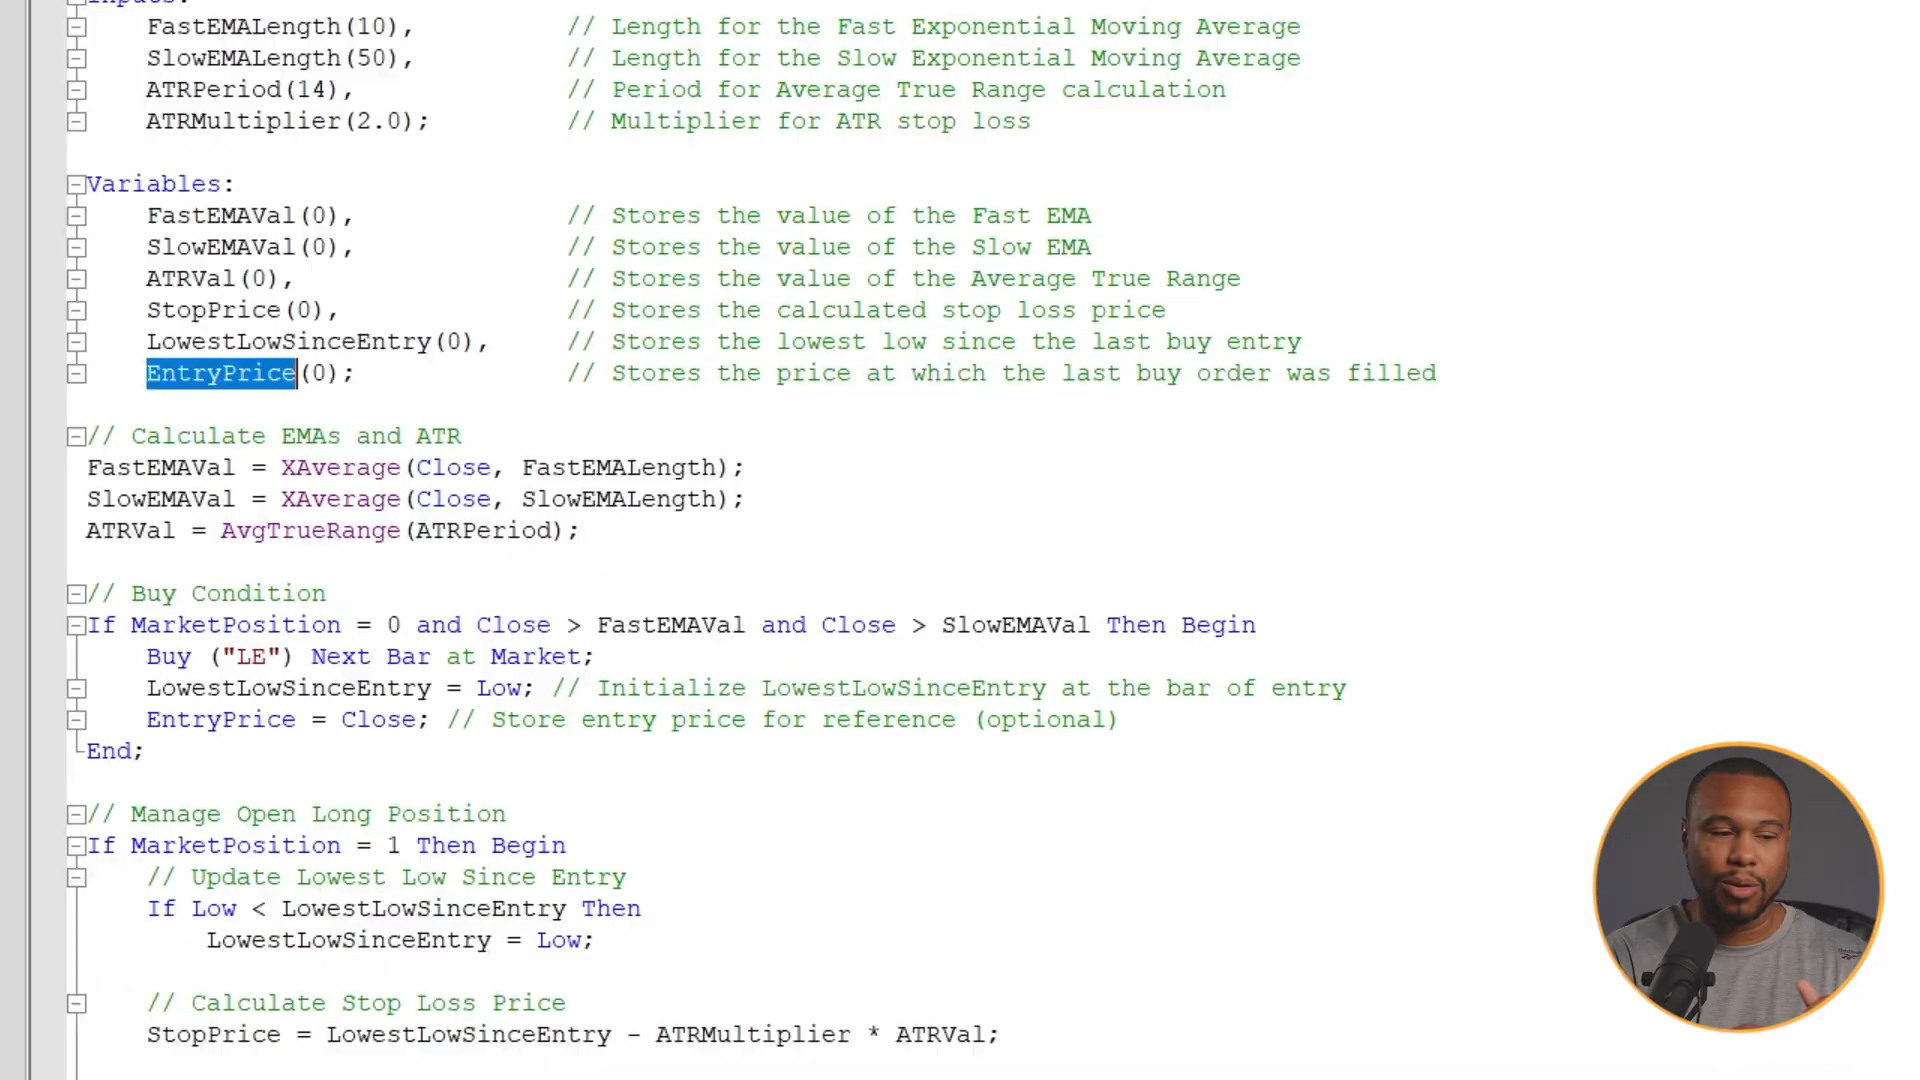 Inputs:
FastEMALength(10), // Length for the Fast Exponential Moving Average
SlowEMALength(50), // Length for the Slow Exponential Moving Average
ATRPeriod(14), // Period for Average True Range calculation
ATRMultiplier(2.0); // Multiplier for ATR stop loss
Variables:
FastEMAVal(0), // Stores the value of the Fast EMA
SlowEMAVal(0), // Stores the value of the Slow EMA
ATRVal(0), // Stores the value of the Average True Range
StopPrice(0), // Stores the calculated stop loss price
LowestLowSinceEntry(0), // Stores the lowest low since the last buy entry
EntryPrice(0); // Stores the price at which the last buy order was filled
// Calculate EMAs and ATR
FastEMAVal = XAverage(Close, FastEMALength);
SlowEMAVal = XAverage(Close, SlowEMALength);
ATRVal = AvgTrueRange(ATRPeriod);
// Buy Condition
If MarketPosition = 0 and Close > FastEMAVal and Close > SlowEMAVal Then Begin
Buy ("LE") Next Bar at Market;
LowestLowSinceEntry = Low; // Initialize LowestLowSinceEntry at the bar of entry
EntryPrice = Close; // Store entry price for reference (optional)
End;
// Manage Open Long Position
If MarketPosition = 1 Then Begin
// Update Lowest Low Since Entry
If Low < LowestLowSinceEntry Then
LowestLowSinceEntry = Low;
// Calculate Stop Loss Price
StopPrice = LowestLowSinceEntry - ATRMultiplier * ATRVal;